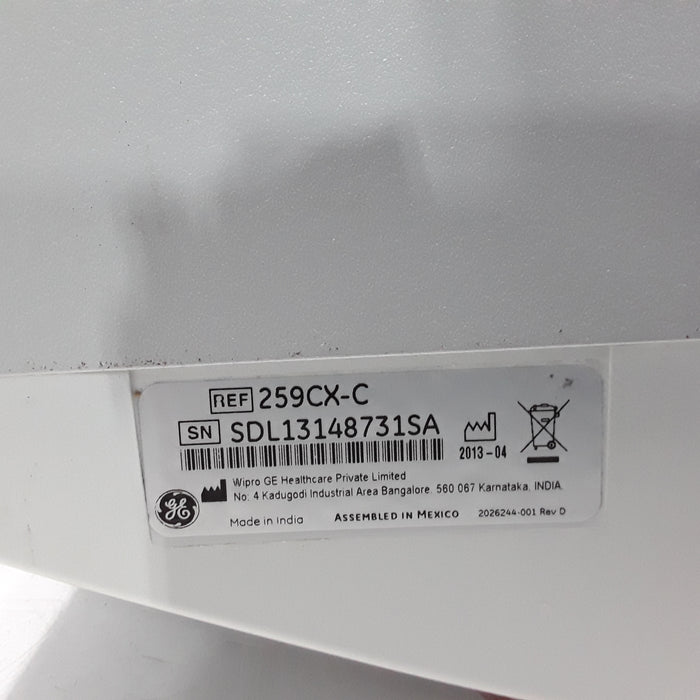 REF 259CX-C
SN SDL13148731SA
2013-04
Wipro GE Healthcare Private Limited
No: 4 Kadugodi Industrial Area Bangalore. 560 067 Karnataka. INDIA
GE
Made in India ASSEMBLED IN MEXICO 2026244-001 Rev D